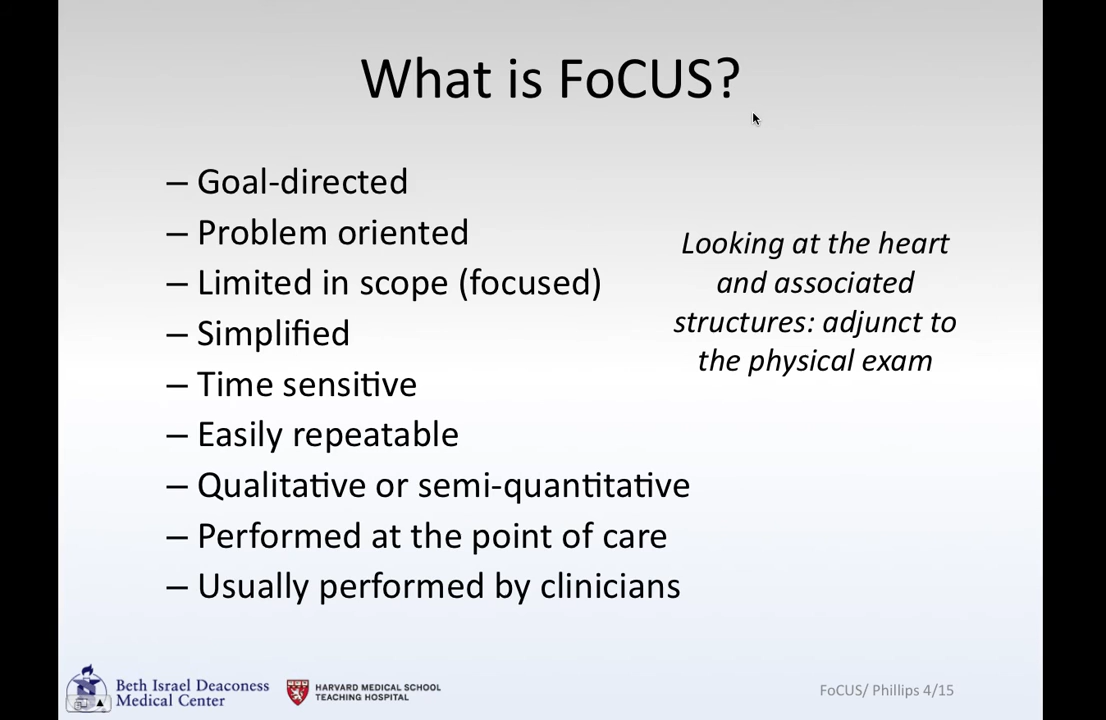 What is FoCUS?
– Goal-directed
– Problem oriented
– Limited in scope (focused)
– Simplified
– Time sensitive
– Easily repeatable
– Qualitative or semi-quantitative
– Performed at the point of care
– Usually performed by clinicians
Looking at the heart
and associated
structures: adjunct to
the physical exam
Beth Israel Deaconess
Medical Center
HARVARD MEDICAL SCHOOL
TEACHING HOSPITAL
FoCUS/ Phillips 4/15